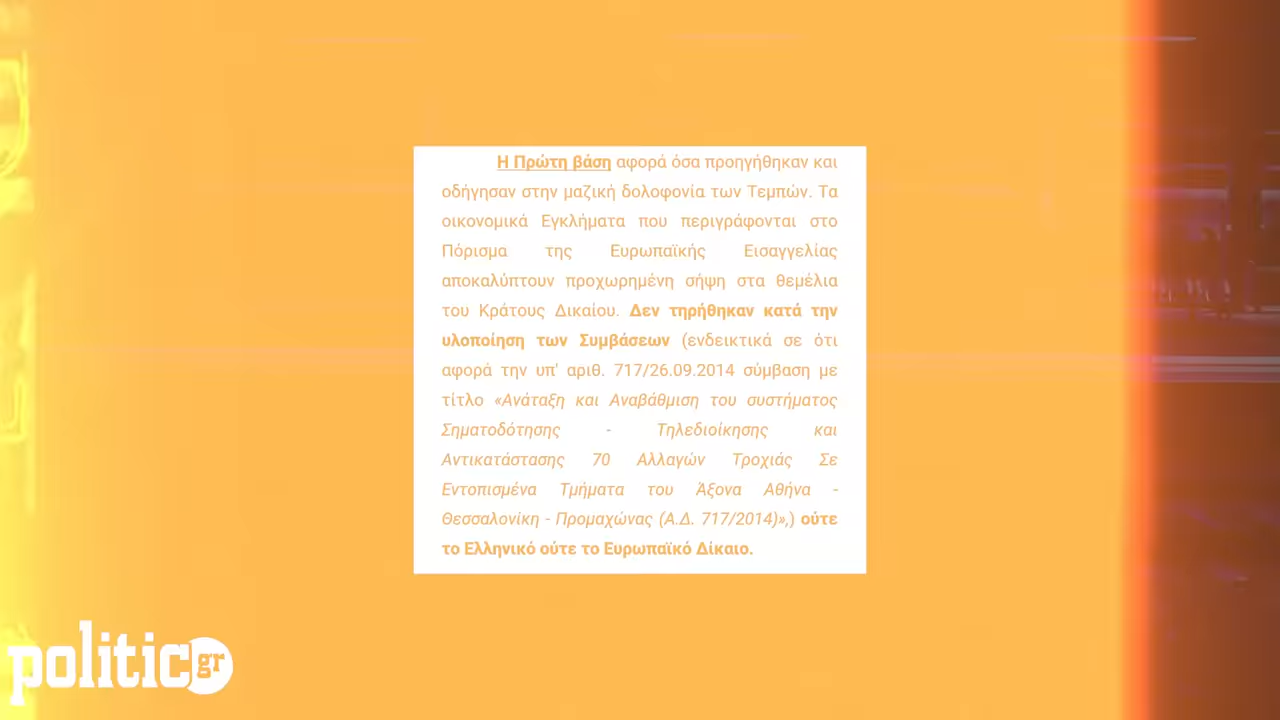 Η Πρώτη βάση αφορά όσα προηγήθηκαν και
οδήγησαν στην μαζική δολοφονία των Τεμπών. Τα
οικονομικά Εγκλήματα που περιγράφονται στο
Πόρισμα της Ευρωπαϊκής Εισαγγελίας
αποκαλύπτουν προχωρημένη σήψη στα θεμέλια
του Κράτους Δικαίου. Δεν τηρήθηκαν κατά την
υλοποίηση των Συμβάσεων (ενδεικτικά σε ότι
αφορά την υπ' αριθ. 717/26.09.2014 σύμβαση με
τίτλο «Ανάταξη και Αναβάθμιση του συστήματος
Σηματοδότησης - Τηλεδιοίκησης και
Αντικατάστασης 70 Αλλαγών Τροχιάς Σε
Εντοπισμένα Τμήματα του Άξονα Αθήνα -
Θεσσαλονίκη - Προμαχώνας (Α.Δ. 717/2014)»,) ούτε
το Ελληνικό ούτε το Ευρωπαϊκό Δίκαιο.
politic gr